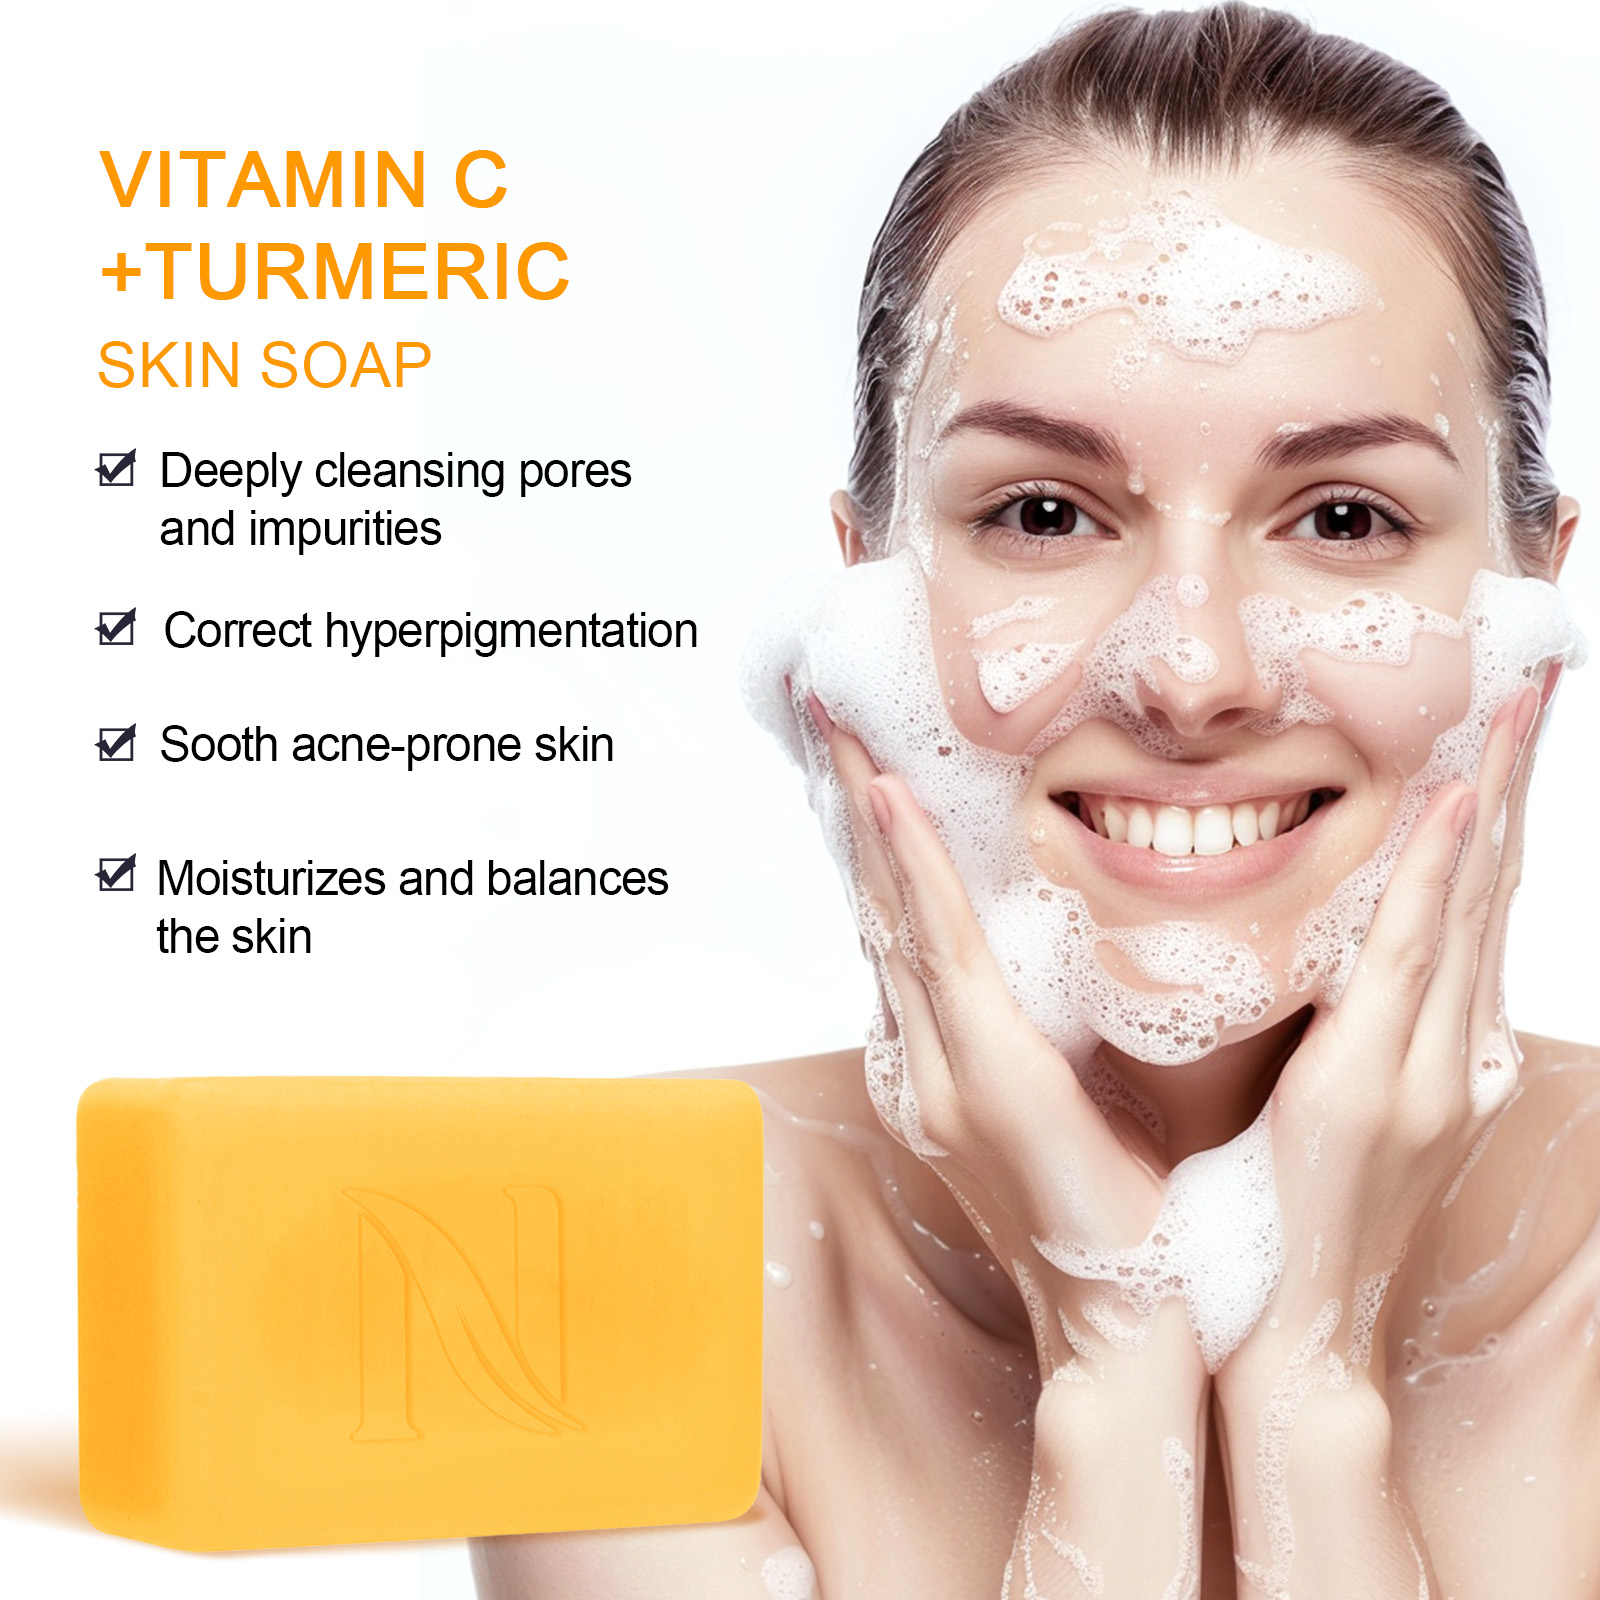 VITAMIN C
+TURMERIC
SKIN SOAP
Deeply cleansing pores
and impurities
Correct hyperpigmentation
Sooth acne-prone skin
Moisturizes and balances
the skin
N